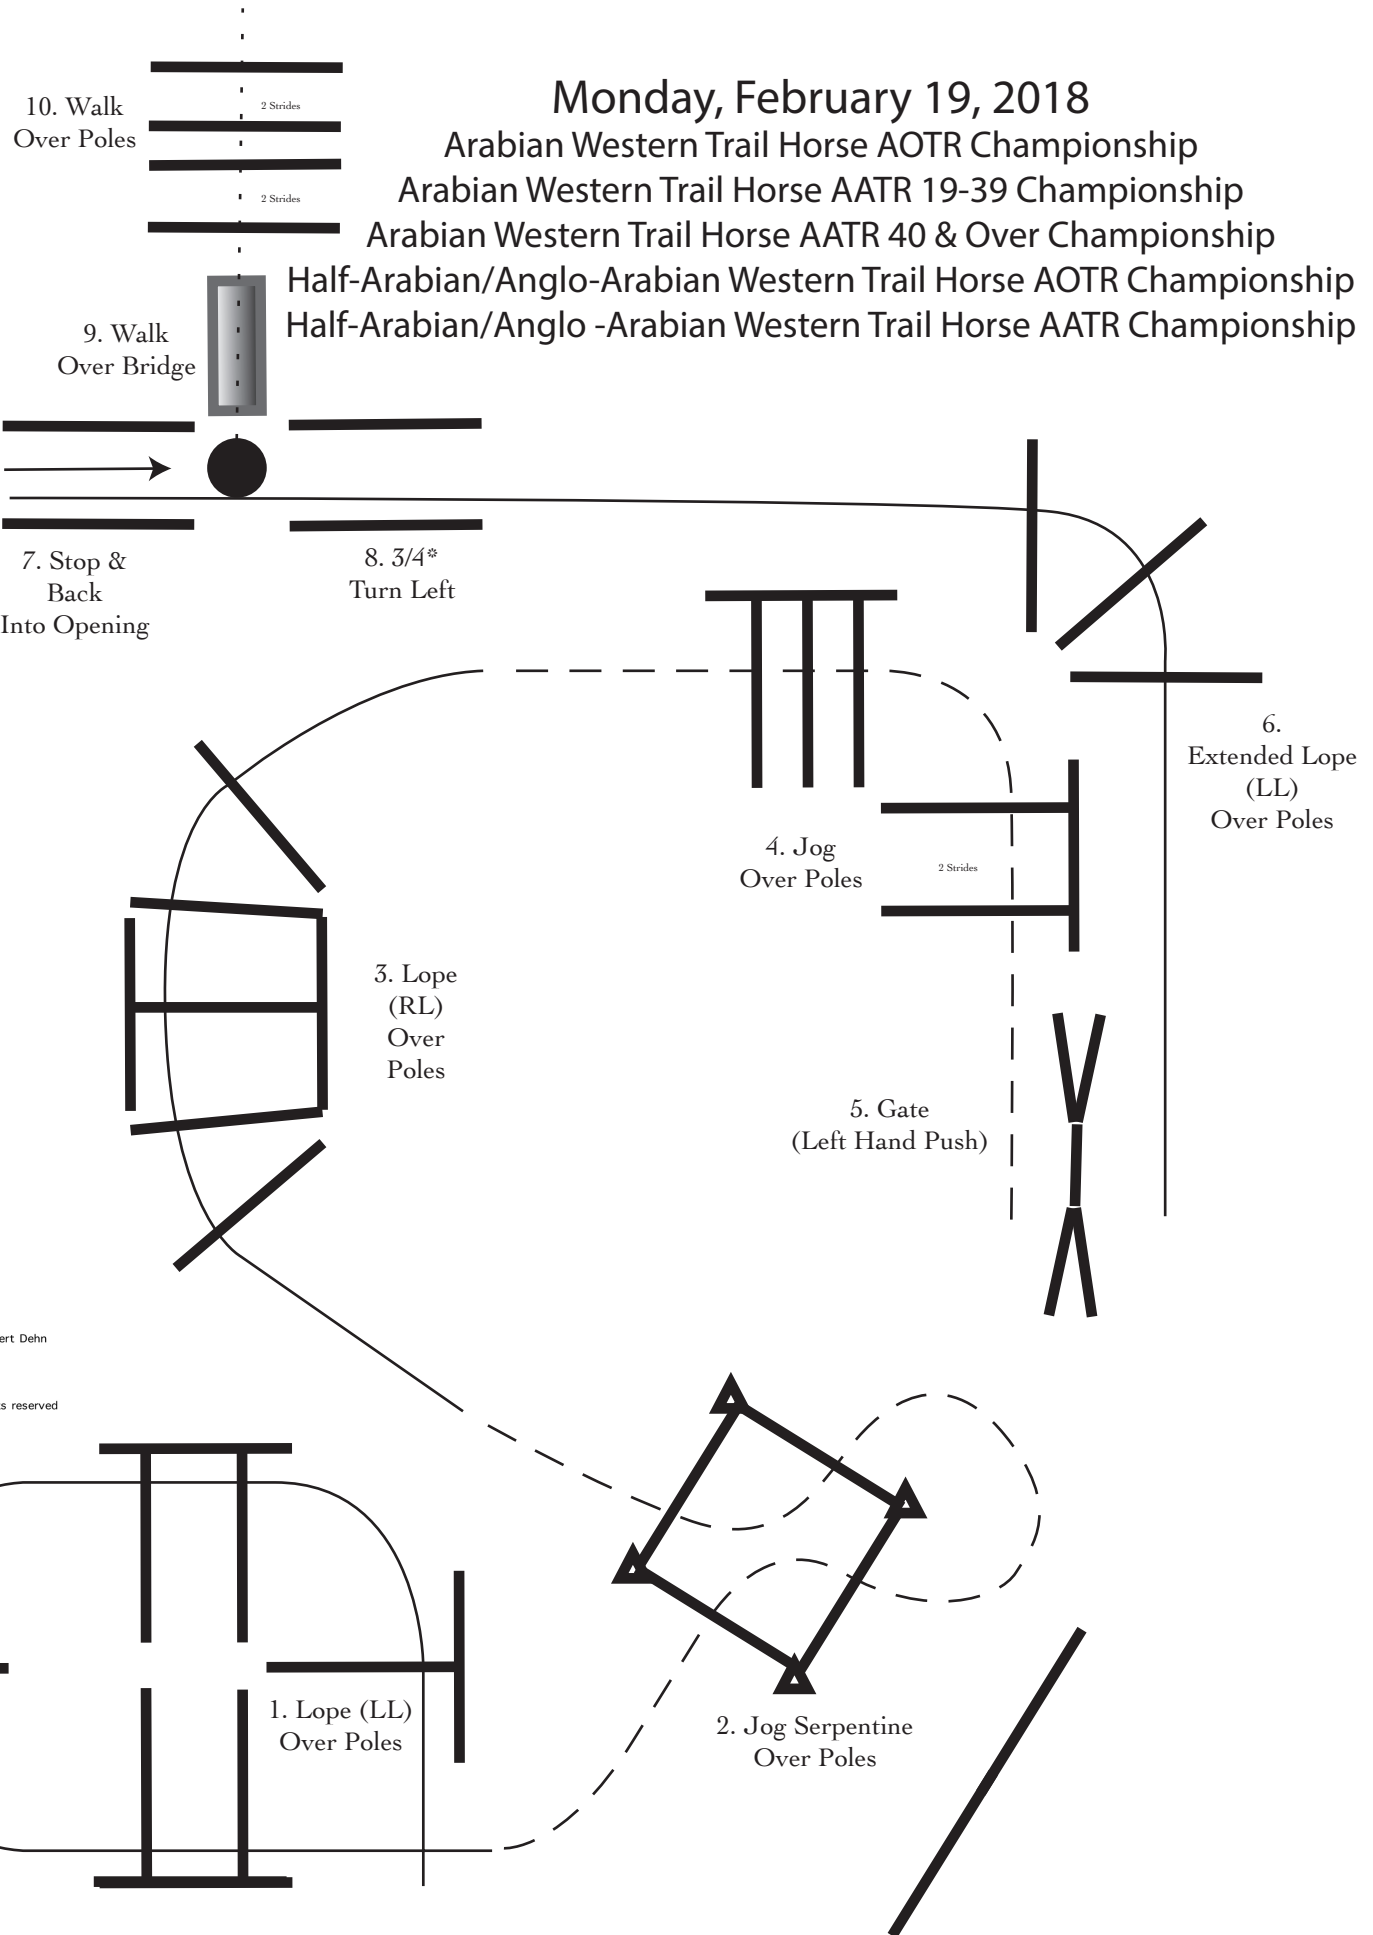 Monday, February 19, 2018
Arabian Western Trail Horse AOTR Championship
Arabian Western Trail Horse AATR 19-39 Championship
Arabian Western Trail Horse AATR 40 & Over Championship
Half-Arabian/Anglo-Arabian Western Trail Horse AOTR Championship
Half-Arabian/Anglo -Arabian Western Trail Horse AATR Championship
10. Walk
Over Poles
2 Strides
2 Strides
9. Walk
Over Bridge
7. Stop &
Back
Into Opening
8. 3/4*
Turn Left
6.
Extended Lope
(LL)
Over Poles
4. Jog
Over Poles
2 Strides
3. Lope
(RL)
Over
Poles
5. Gate
(Left Hand Push)
ert Dehn
s reserved
1. Lope (LL)
Over Poles
2. Jog Serpentine
Over Poles